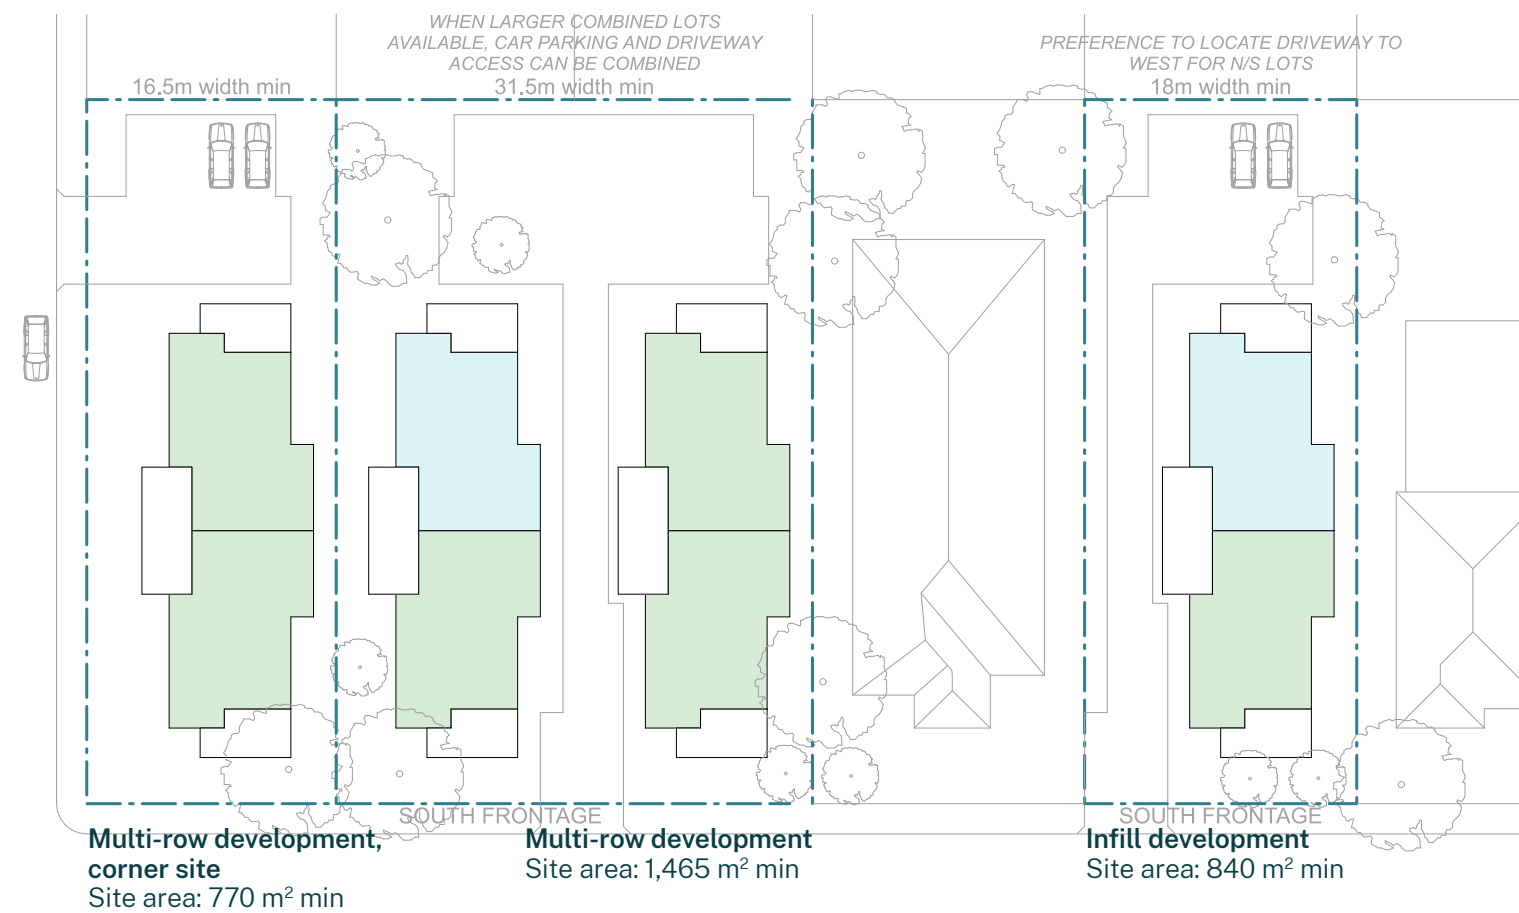 WHEN LARGER COMBINED LOTS
AVAILABLE, CAR PARKING AND DRIVEWAY
ACCESS CAN BE COMBINED
PREFERENCE TO LOCATE DRIVEWAY TO
WEST FOR N/S LOTS
16.5m width min
31.5m width min
18m width min
SOUTH FRONTAGE
SOUTH FRONTAGE
Multi-row development,
corner site
Site area: 770 m² min
Multi-row development
Site area: 1,465 m² min
Infill development
Site area: 840 m² min